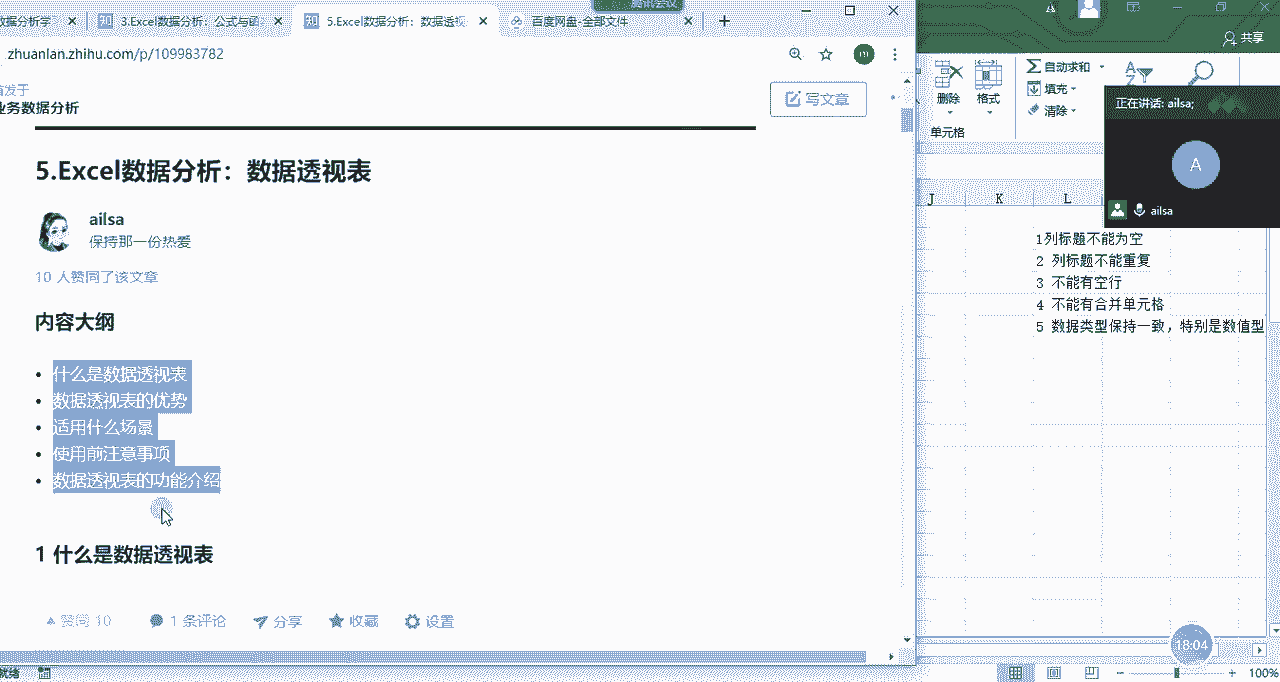 数据分析学
3.Excel数据分析：公式与函
5.Excel数据分析：数据透视
百度网盘-全部文件
腾讯会议
zhuanlan.zhihu.com/p/109983782
首发于
业务数据分析
写文章
5.Excel数据分析：数据透视表
ailsa
保持那一份热爱
10 人赞同了该文章
内容大纲
什么是数据透视表
数据透视表的优势
适用什么场景
使用前注意事项
数据透视表的功能介绍
1 什么是数据透视表
赞同 10
1 条评论
分享
收藏
设置
共享
删除
格式
单元格
自动求和
填充
清除
正在讲话: ailsa;
A
ailsa
J K L
1列标题不能为空
2 列标题不能重复
3 不能有空行
4 不能有合并单元格
5 数据类型保持一致，特别是数值型
18:04
就绪
100%